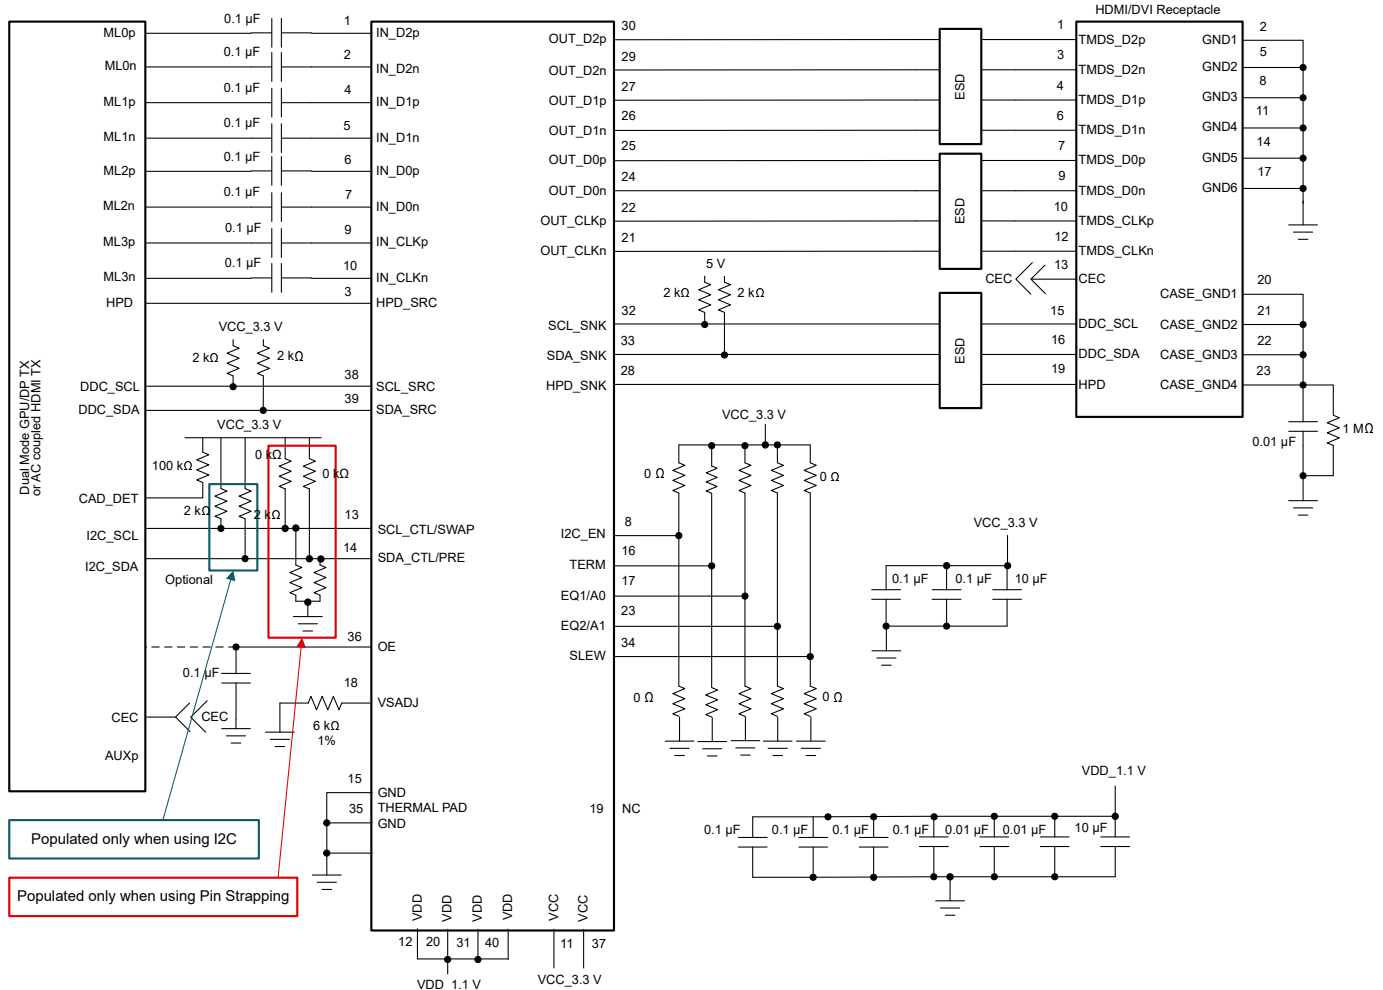 HDMI/DVI Receptacle
Dual Mode GPU/DP TX
or AC coupled HDMI TX
ML0p
0.1 µF
1
IN_D2p
ML0n
0.1 µF
2
IN_D2n
ML1p
0.1 µF
4
IN_D1p
ML1n
0.1 µF
5
IN_D1n
ML2p
0.1 µF
6
IN_D0p
ML2n
0.1 µF
7
IN_D0n
ML3p
0.1 µF
9
IN_CLKp
ML3n
0.1 µF
10
IN_CLKn
HPD
3
HPD_SRC
VCC_3.3 V
2 kΩ
2 kΩ
DDC_SCL
38
SCL_SRC
DDC_SDA
39
SDA_SRC
VCC_3.3 V
100 kΩ
0 kΩ
0 kΩ
CAD_DET
2 kΩ
2 kΩ
I2C_SCL
13
SCL_CTL/SWAP
I2C_SDA
14
SDA_CTL/PRE
Optional
36
OE
0.1 µF
18
VSADJ
6 kΩ
1%
CEC
CEC
AUXp
15
GND
35
THERMAL PAD
GND
Populated only when using I2C
Populated only when using Pin Strapping
VDD
VDD
VDD
VDD
VCC
VCC
12
20
31
40
11
37
VDD_1.1 V
VCC_3.3 V
OUT_D2p
30
OUT_D2n
29
OUT_D1p
27
OUT_D1n
26
OUT_D0p
25
OUT_D0n
24
OUT_CLKp
22
OUT_CLKn
21
5 V
2 kΩ
2 kΩ
SCL_SNK
32
SDA_SNK
33
HPD_SNK
28
ESD
ESD
ESD
1
TMDS_D2p
3
TMDS_D2n
4
TMDS_D1p
6
TMDS_D1n
7
TMDS_D0p
9
TMDS_D0n
10
TMDS_CLKp
12
TMDS_CLKn
CEC
13
CEC
15
DDC_SCL
16
DDC_SDA
19
HPD
GND1
2
GND2
5
GND3
8
GND4
11
GND5
14
GND6
17
CASE_GND1
20
CASE_GND2
21
CASE_GND3
22
CASE_GND4
23
0.01 µF
1 MΩ
VCC_3.3 V
0 Ω
0 Ω
I2C_EN
8
TERM
16
EQ1/A0
17
EQ2/A1
23
SLEW
34
0 Ω
0 Ω
19
NC
VCC_3.3 V
0.1 µF
0.1 µF
10 µF
VDD_1.1 V
0.1 µF
0.1 µF
0.1 µF
0.1 µF
0.01 µF
0.01 µF
10 µF